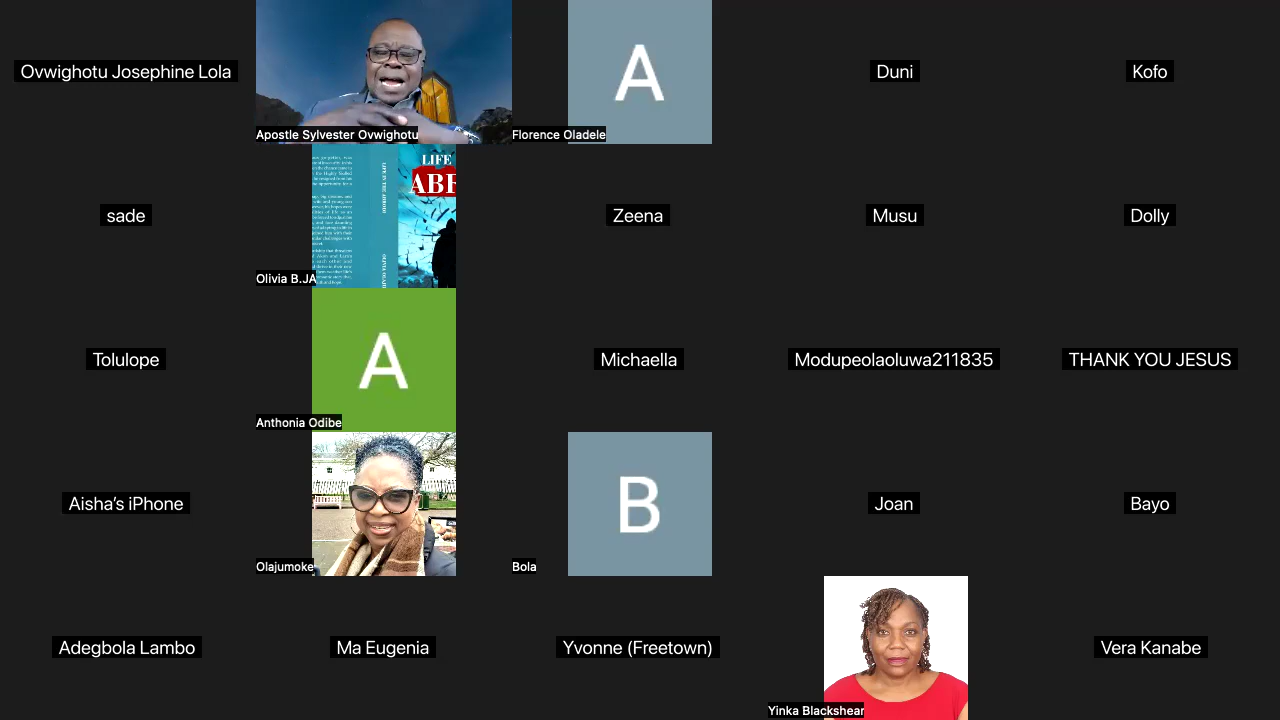 Ovwighotu Josephine Lola
Apostle Sylvester Ovwighotu
A
Florence Oladele
Duni
Kofo
sade
LIFE
ABR
Olivia B.JA
Zeena
Musu
Dolly
Tolulope
A
Anthonia Odibe
Michaella
Modupeolaoluwa211835
THANK YOU JESUS
Aisha’s iPhone
Olajumoke
B
Bola
Joan
Bayo
Adegbola Lambo
Ma Eugenia
Yvonne (Freetown)
Yinka Blackshear
Vera Kanabe